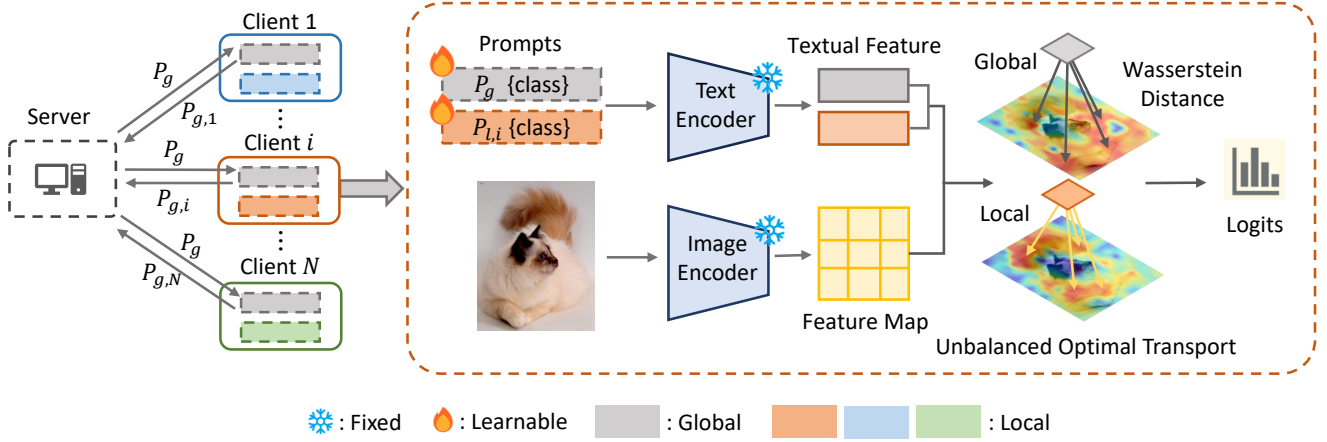 Client 1
P_g
P_{g,1}
Server
Client i
P_g
P_{g,i}
P_g
P_{g,N}
Client N
Prompts
P_g {class}
P_{l,i} {class}
Text
Encoder
Textual Feature
Image
Encoder
Feature Map
Global
Wasserstein
Distance
Local
Logits
Unbalanced Optimal Transport
: Fixed
: Learnable
: Global
: Local